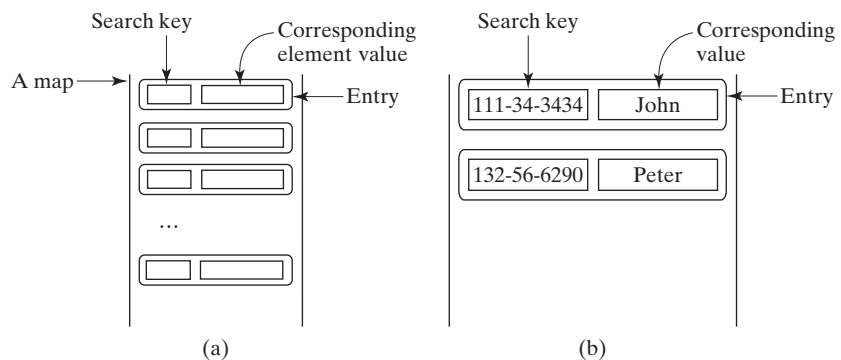 Search key
Corresponding
element value
A map
Entry
...
(a)
Search key
Corresponding
value
111-34-3434
John
Entry
132-56-6290
Peter
(b)